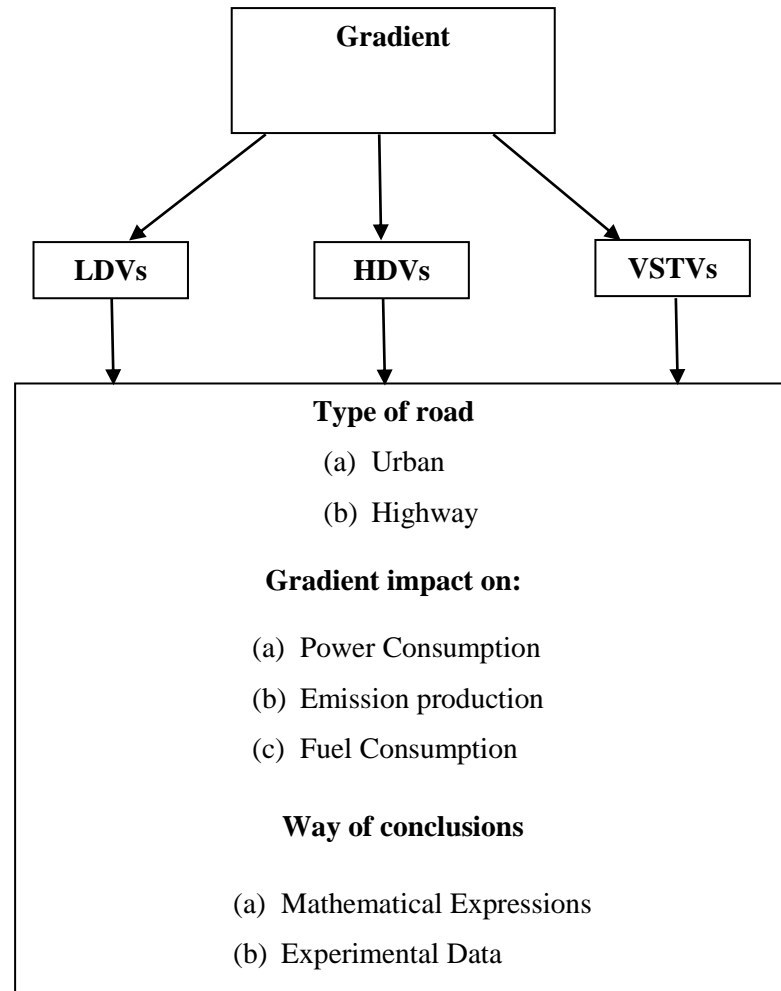 Gradient
LDVs
HDVs
VSTVs
Type of road
(a) Urban
(b) Highway
Gradient impact on:
(a) Power Consumption
(b) Emission production
(c) Fuel Consumption
Way of conclusions
(a) Mathematical Expressions
(b) Experimental Data